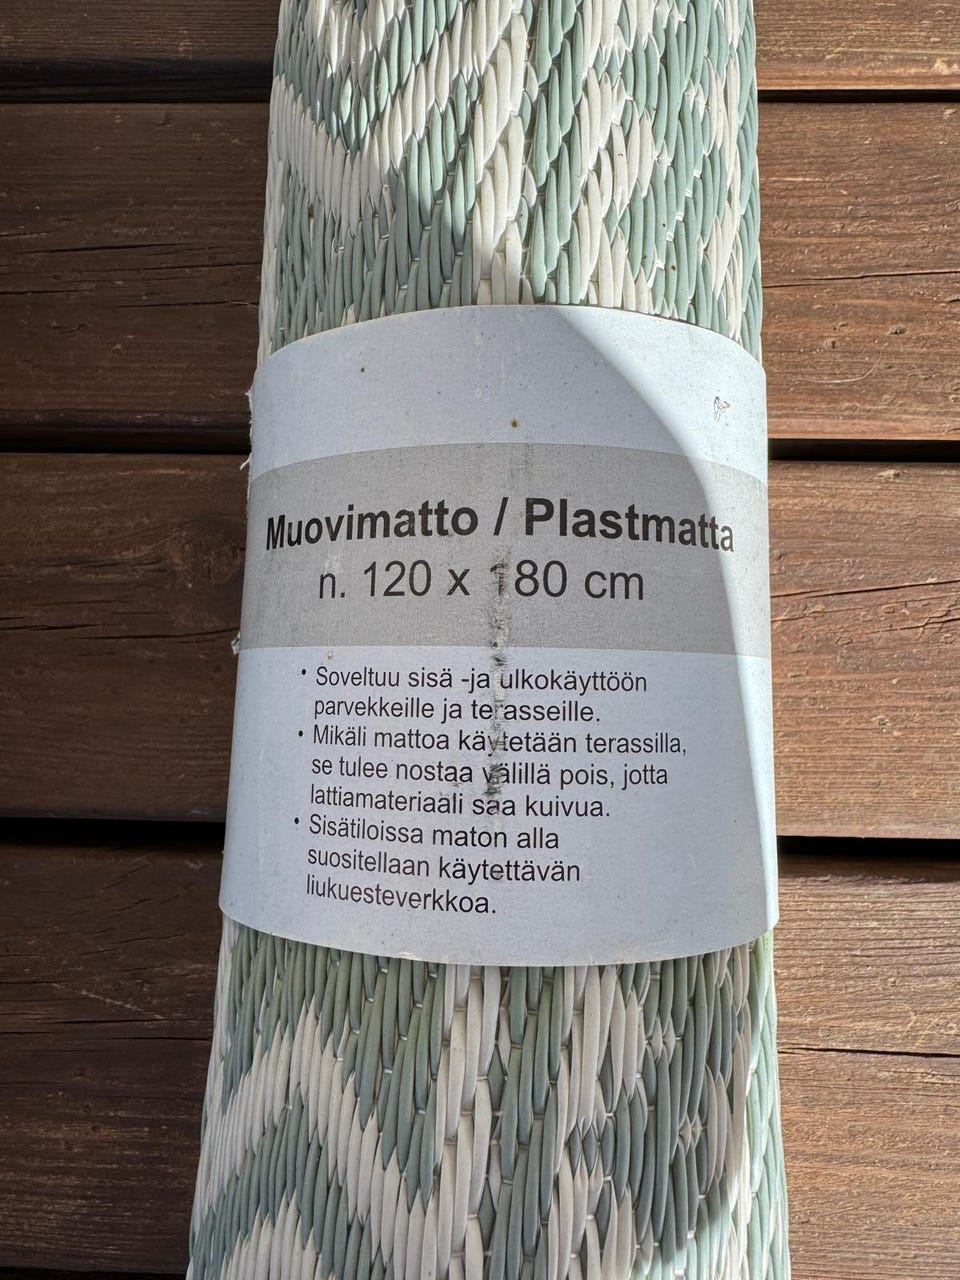 Muovimatto / Plastmatta
n. 120 x 180 cm
• Soveltuu sisä -ja ulkokäyttöön
parvekkeille ja terasseille.
• Mikäli mattoa käytetään terassilla,
se tulee nostaa välillä pois, jotta
lattiamateriaali saa kuivua.
• Sisätiloissa maton alla
suositellaan käytettävän
liukuesteverkkoa.